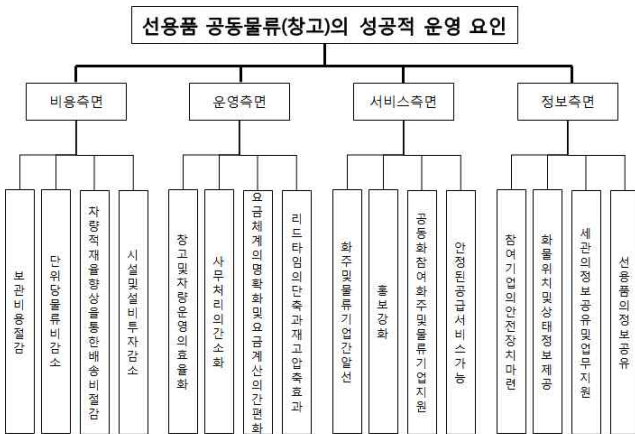 선용품 공동물류(창고)의 성공적 운영 요인
비용측면
운영측면
서비스측면
정보측면
보관비용절감
단위당물류비감소
차량적재율향상을통한배송비절감
시설및설비투자감소
창고및차량운영의효율화
사무처리의간소화
요금체계의명확화및요금계산의간편화
리드타임의단축과재고압축효과
화주및물류기업간알선
홍보강화
공동화참여화주및물류기업지원
안정된공급서비스가능
참여기업의안전장치마련
화물위치및상태정보제공
세관의정보공유및업무지원
선용품의정보공유